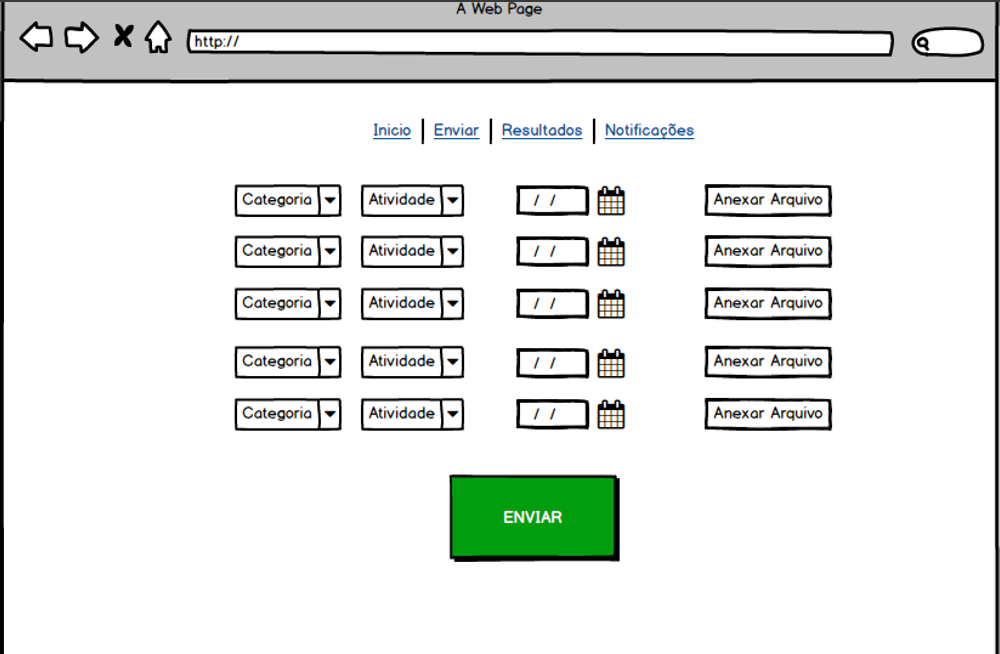 A Web Page
http://
Inicio Enviar Resultados Notificações
Categoria Atividade / / Anexar Arquivo
Categoria Atividade / / Anexar Arquivo
Categoria Atividade / / Anexar Arquivo
Categoria Atividade / / Anexar Arquivo
Categoria Atividade / / Anexar Arquivo
ENVIAR